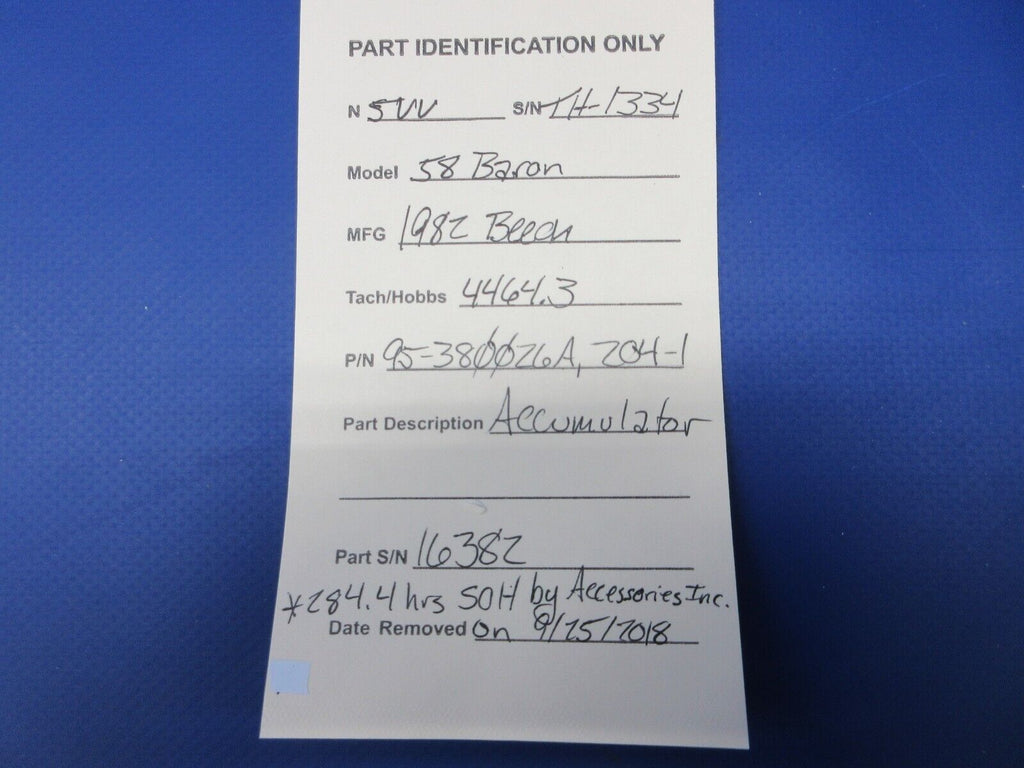 PART IDENTIFICATION ONLY
N 5VV S/N TH-1334
Model 58 Baron
MFG 1982 Beech
Tach/Hobbs 4464.3
P/N 95-380026A, 204-1
Part Description Accumulator
Part S/N 16382
*284.4 hrs SOH by Accessories Inc.
Date Removed on 9/25/2018